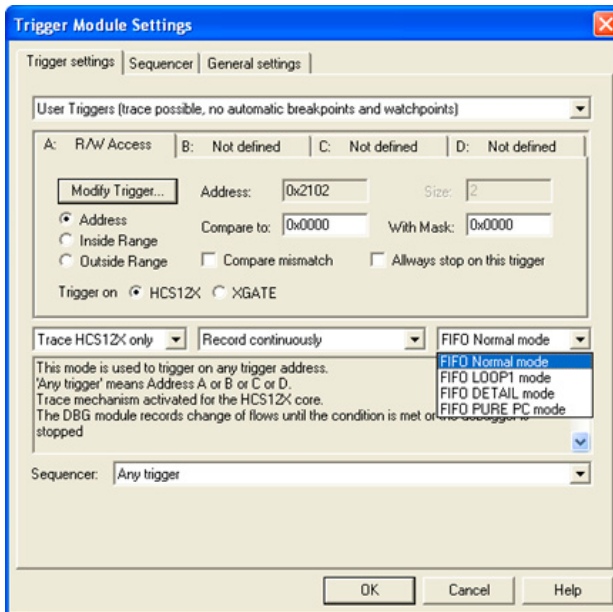 Trigger Module Settings
Trigger settings Sequencer General settings
User Triggers (trace possible, no automatic breakpoints and watchpoints)
A: R/W Access B: Not defined C: Not defined D: Not defined
Modify Trigger... Address: 0x2102 Size: 2
Address Compare to: 0x0000 With Mask: 0x0000
Inside Range
Outside Range Compare mismatch Allways stop on this trigger
Trigger on HCS12X XGATE
Trace HCS12X only Record continuously FIFO Normal mode
FIFO Normal mode
FIFO LOOP1 mode
FIFO DETAIL mode
FIFO PURE PC mode
This mode is used to trigger on any trigger address.
'Any trigger' means Address A or B or C or D.
Trace mechanism activated for the HCS12X core.
The DBG module records change of flows until the condition is met or
stopped
Sequencer: Any trigger
OK Cancel Help